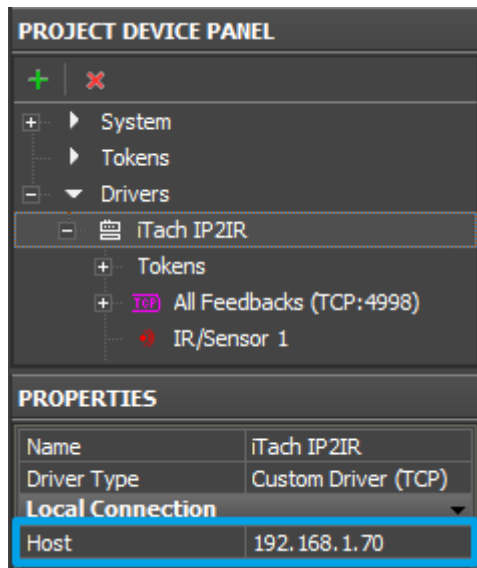 PROJECT DEVICE PANEL
System
Tokens
Drivers
iTach IP2IR
Tokens
TCP All Feedbacks (TCP:4998)
IR/Sensor 1
PROPERTIES
Name iTach IP2IR
Driver Type Custom Driver (TCP)
Local Connection
Host 192.168.1.70